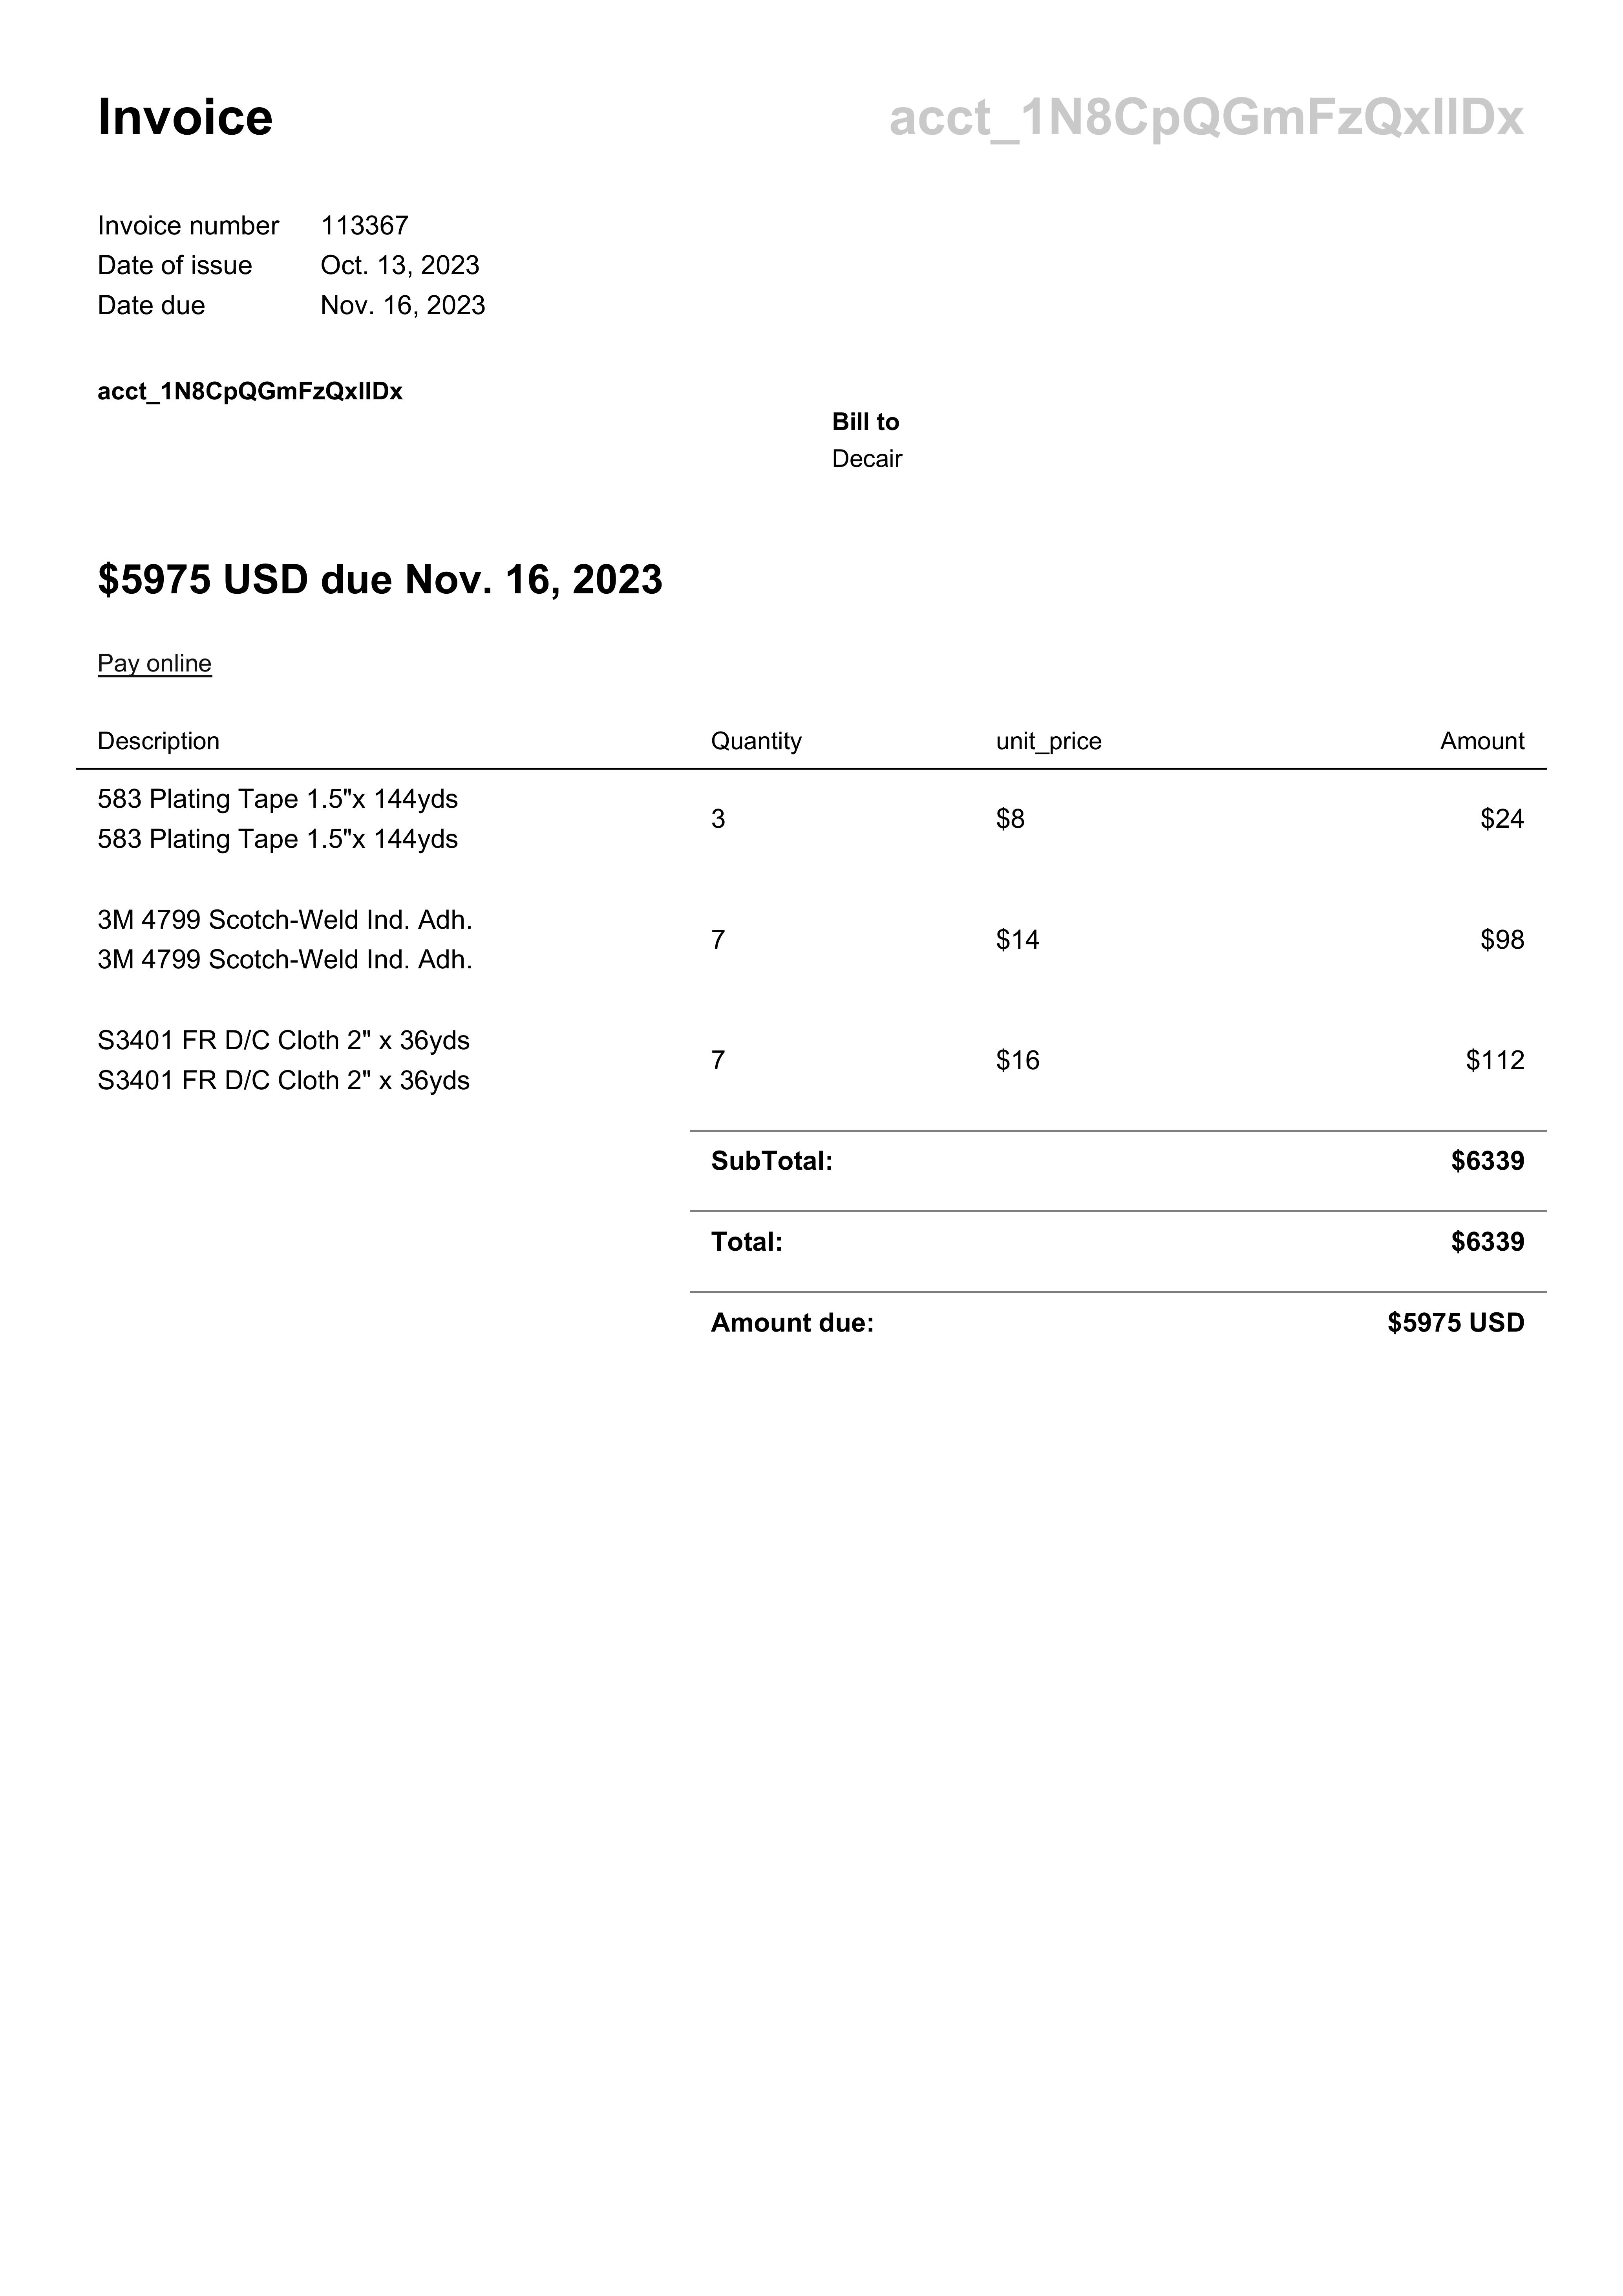 Invoice
acct_1N8CpQGmFzQxIlDx
Invoice number 113367
Date of issue Oct. 13, 2023
Date due Nov. 16, 2023
acct_1N8CpQGmFzQxIlDx
Bill to
Decair
$5975 USD due Nov. 16, 2023
Pay online
Description Quantity unit_price Amount
583 Plating Tape 1.5"x 144yds
583 Plating Tape 1.5"x 144yds
3 $8 $24
3M 4799 Scotch-Weld Ind. Adh.
3M 4799 Scotch-Weld Ind. Adh.
7 $14 $98
S3401 FR D/C Cloth 2" x 36yds
S3401 FR D/C Cloth 2" x 36yds
7 $16 $112
SubTotal: $6339
Total: $6339
Amount due: $5975 USD